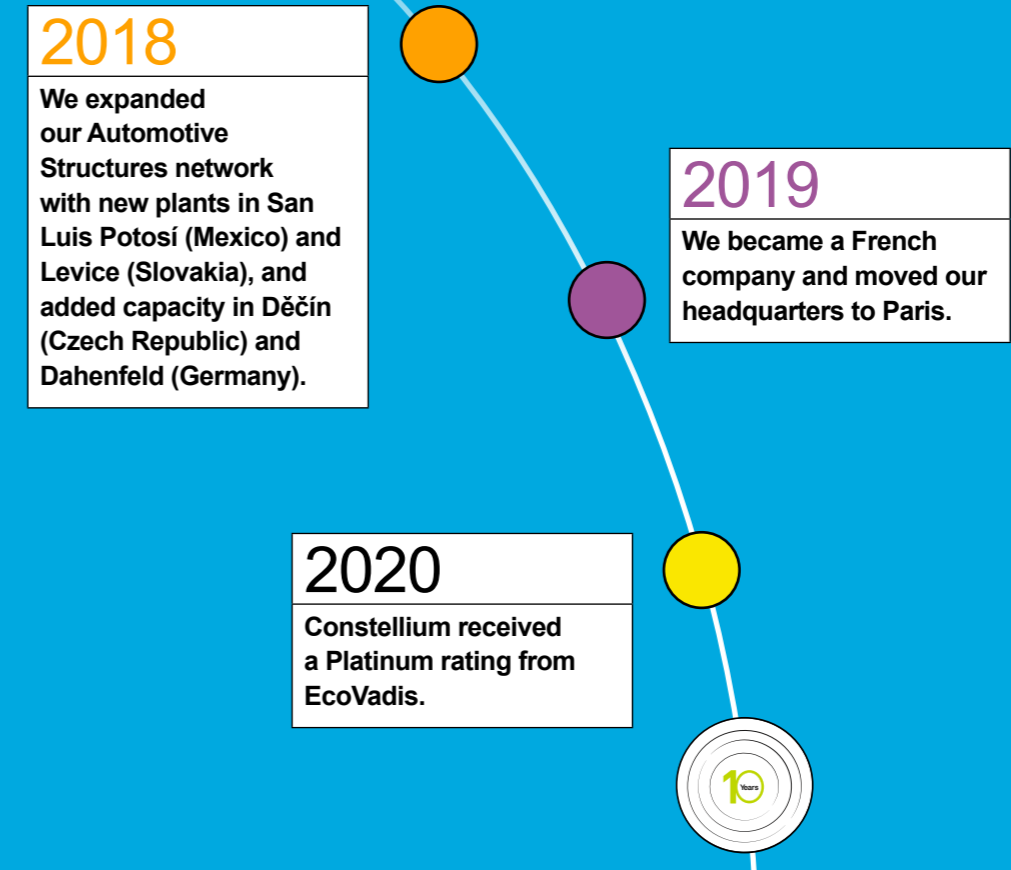 2018
We expanded
our Automotive
Structures network
with new plants in San
Luis Potosí (Mexico) and
Levice (Slovakia), and
added capacity in Děčín
(Czech Republic) and
Dahenfeld (Germany).
2019
We became a French
company and moved our
headquarters to Paris.
2020
Constellium received
a Platinum rating from
EcoVadis.
10 Years